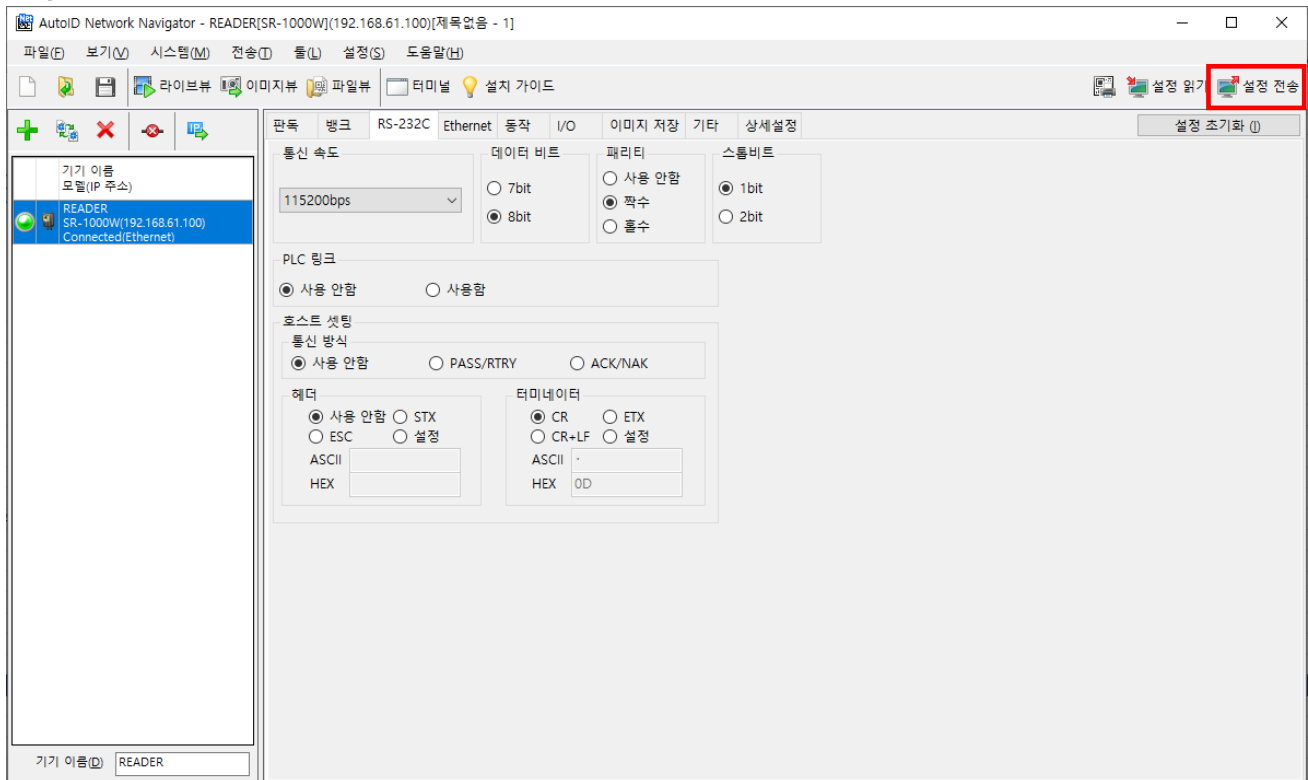 AutoID Network Navigator - READER[SR-1000W](192.168.61.100)[제목없음 - 1]
파일(F) 보기(V) 시스템(M) 전송(T) 툴(L) 설정(S) 도움말(H)
라이브뷰 이미지뷰 파일뷰 터미널 설치 가이드 설정 읽기 설정 전송
판독 뱅크 RS-232C Ethernet 동작 I/O 이미지 저장 기타 상세설정 설정 초기화 (I)
기기 이름
모델(IP 주소)
READER
SR-1000W(192.168.61.100)
Connected(Ethernet)
통신 속도 데이터 비트 패리티 스톱비트
115200bps
7bit
8bit
사용 안함
짝수
홀수
1bit
2bit
PLC 링크
사용 안함 사용함
호스트 셋팅
통신 방식
사용 안함 PASS/RTRY ACK/NAK
헤더
사용 안함 STX
ESC 설정
ASCII
HEX
터미네이터
CR ETX
CR+LF 설정
ASCII ·
HEX 0D
기기 이름(D) READER